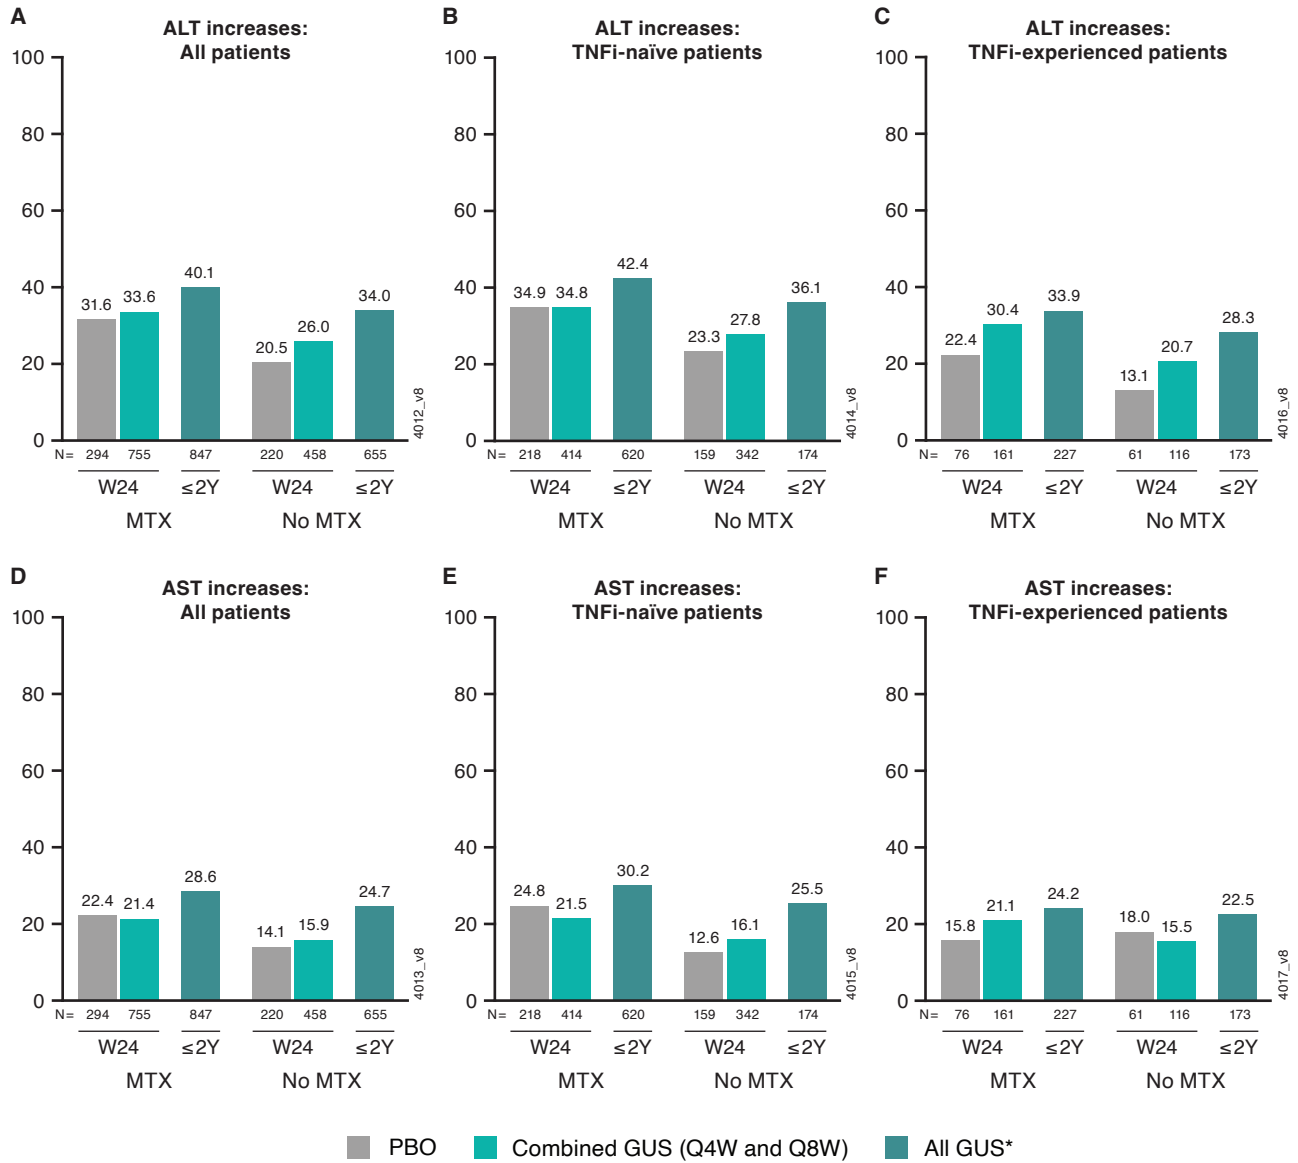 A
ALT increases:
All patients
100
80
60
40
20
0
31.6
33.6
40.1
20.5
26.0
34.0
4012_v8
N= 294 755 847 220 458 655
W24 ≤2Y W24 ≤2Y
MTX No MTX
B
ALT increases:
TNFi-naïve patients
100
80
60
40
20
0
34.9
34.8
42.4
23.3
27.8
36.1
4014_v8
N= 218 414 620 159 342 174
W24 ≤2Y W24 ≤2Y
MTX No MTX
C
ALT increases:
TNFi-experienced patients
100
80
60
40
20
0
22.4
30.4
33.9
13.1
20.7
28.3
4016_v8
N= 76 161 227 61 116 173
W24 ≤2Y W24 ≤2Y
MTX No MTX
D
AST increases:
All patients
100
80
60
40
20
0
22.4
21.4
28.6
14.1
15.9
24.7
4013_v8
N= 294 755 847 220 458 655
W24 ≤2Y W24 ≤2Y
MTX No MTX
E
AST increases:
TNFi-naïve patients
100
80
60
40
20
0
24.8
21.5
30.2
12.6
16.1
25.5
4015_v8
N= 218 414 620 159 342 174
W24 ≤2Y W24 ≤2Y
MTX No MTX
F
AST increases:
TNFi-experienced patients
100
80
60
40
20
0
15.8
21.1
24.2
18.0
15.5
22.5
4017_v8
N= 76 161 227 61 116 173
W24 ≤2Y W24 ≤2Y
MTX No MTX
PBO Combined GUS (Q4W and Q8W) All GUS*